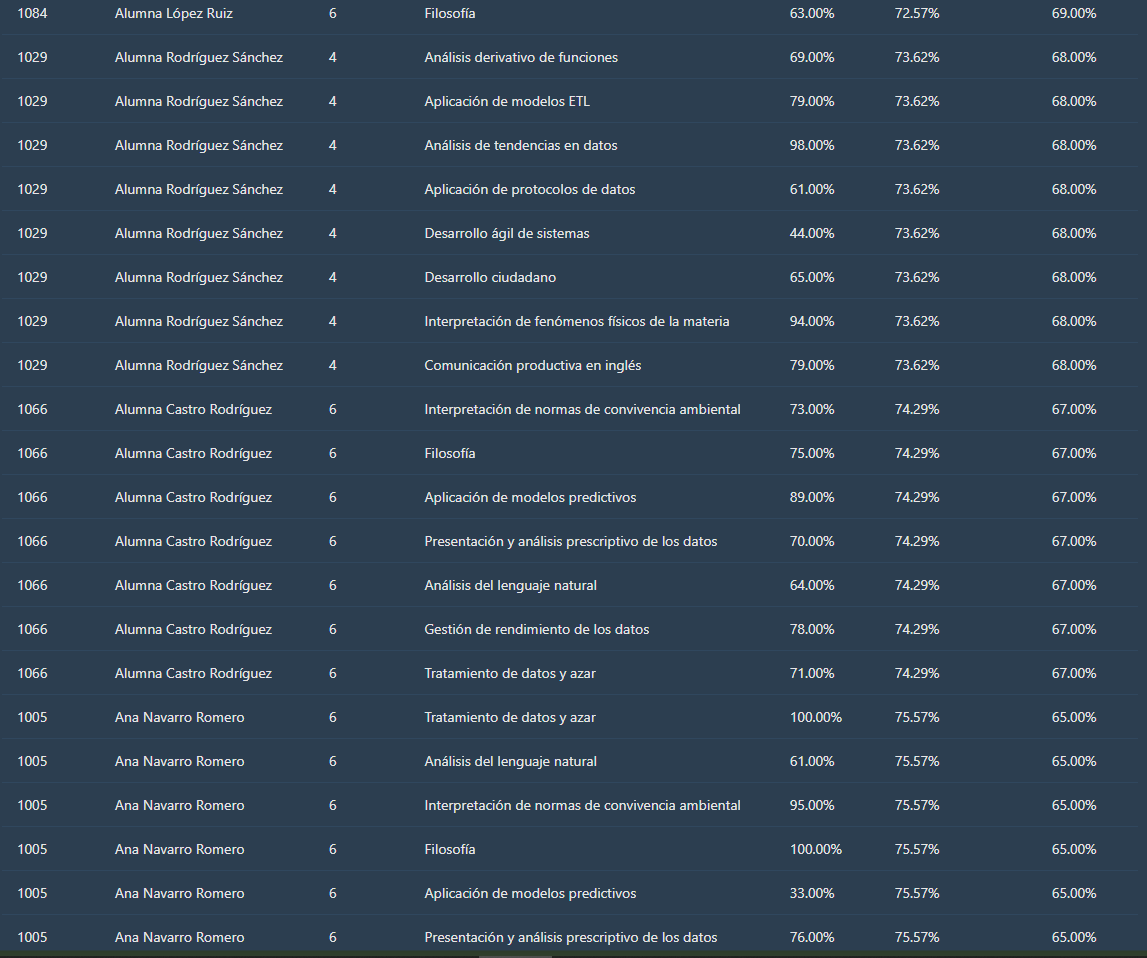 1084 Alumna López Ruiz 6 Filosofía 63.00% 72.57% 69.00%
1029 Alumna Rodríguez Sánchez 4 Análisis derivativo de funciones 69.00% 73.62% 68.00%
1029 Alumna Rodríguez Sánchez 4 Aplicación de modelos ETL 79.00% 73.62% 68.00%
1029 Alumna Rodríguez Sánchez 4 Análisis de tendencias en datos 98.00% 73.62% 68.00%
1029 Alumna Rodríguez Sánchez 4 Aplicación de protocolos de datos 61.00% 73.62% 68.00%
1029 Alumna Rodríguez Sánchez 4 Desarrollo ágil de sistemas 44.00% 73.62% 68.00%
1029 Alumna Rodríguez Sánchez 4 Desarrollo ciudadano 65.00% 73.62% 68.00%
1029 Alumna Rodríguez Sánchez 4 Interpretación de fenómenos físicos de la materia 94.00% 73.62% 68.00%
1029 Alumna Rodríguez Sánchez 4 Comunicación productiva en inglés 79.00% 73.62% 68.00%
1066 Alumna Castro Rodríguez 6 Interpretación de normas de convivencia ambiental 73.00% 74.29% 67.00%
1066 Alumna Castro Rodríguez 6 Filosofía 75.00% 74.29% 67.00%
1066 Alumna Castro Rodríguez 6 Aplicación de modelos predictivos 89.00% 74.29% 67.00%
1066 Alumna Castro Rodríguez 6 Presentación y análisis prescriptivo de los datos 70.00% 74.29% 67.00%
1066 Alumna Castro Rodríguez 6 Análisis del lenguaje natural 64.00% 74.29% 67.00%
1066 Alumna Castro Rodríguez 6 Gestión de rendimiento de los datos 78.00% 74.29% 67.00%
1066 Alumna Castro Rodríguez 6 Tratamiento de datos y azar 71.00% 74.29% 67.00%
1005 Ana Navarro Romero 6 Tratamiento de datos y azar 100.00% 75.57% 65.00%
1005 Ana Navarro Romero 6 Análisis del lenguaje natural 61.00% 75.57% 65.00%
1005 Ana Navarro Romero 6 Interpretación de normas de convivencia ambiental 95.00% 75.57% 65.00%
1005 Ana Navarro Romero 6 Filosofía 100.00% 75.57% 65.00%
1005 Ana Navarro Romero 6 Aplicación de modelos predictivos 33.00% 75.57% 65.00%
1005 Ana Navarro Romero 6 Presentación y análisis prescriptivo de los datos 76.00% 75.57% 65.00%